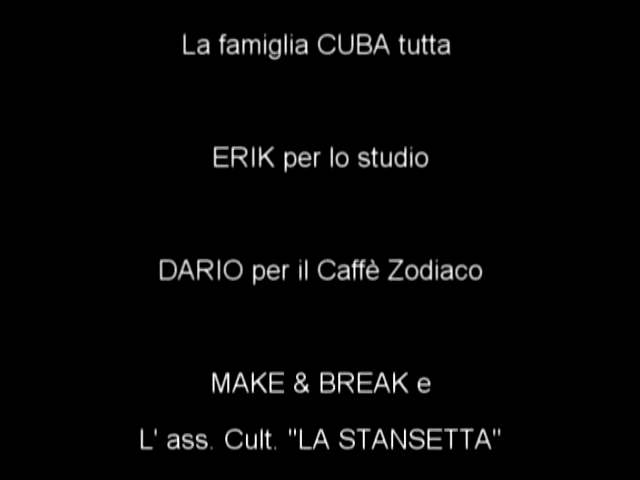 La famiglia CUBA tutta
ERIK per lo studio
DARIO per il Caffè Zodiaco
MAKE & BREAK e
L' ass. Cult. "LA STANSETTA"